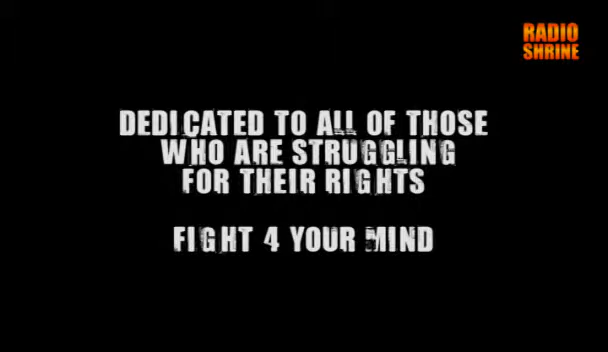 RADIO
SHRINE
DEDICATED TO ALL OF THOSE
WHO ARE STRUGGLING
FOR THEIR RIGHTS
FIGHT 4 YOUR MIND